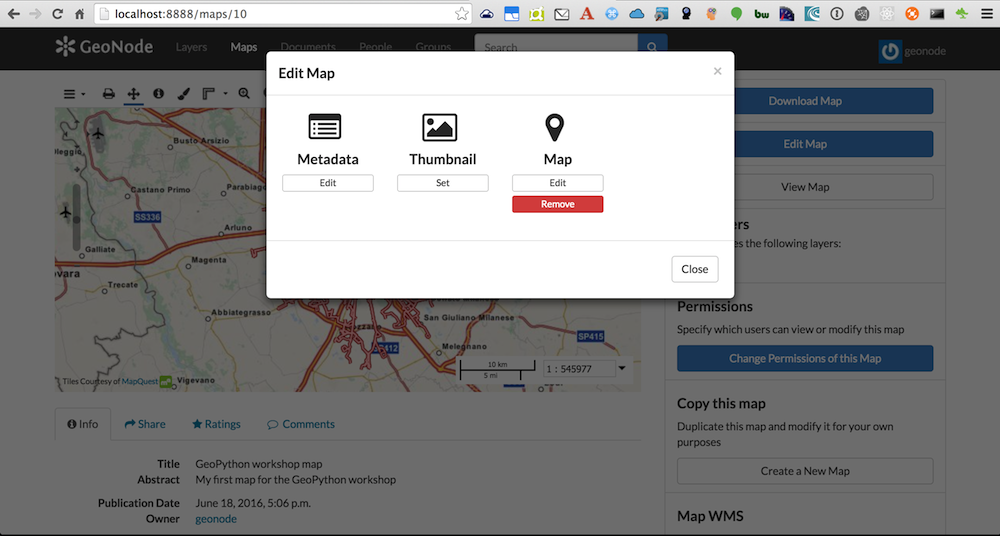 localhost:8888/maps/10
GeoNode
Layers
Maps
Documents
People
Groups
Search
geonode
Edit Map
×
Metadata
Edit
Thumbnail
Set
Map
Edit
Remove
Close
Download Map
Edit Map
View Map
ers
es the following layers:
Permissions
Specify which users can view or modify this map
Change Permissions of this Map
Copy this map
Duplicate this map and modify it for your own
purposes
Create a New Map
Map WMS
Busto Arsizio
lleggio
Castano Primo
Parabiago
SS336
Arluno
Galliate
Magenta
vara
Trecate
Abbiategrasso
San Giuliano Milanese
SP415
Melegnano
Vigevano
Tiles Courtesy of MapQuest
10 km
5 mi
1 : 545977
Info
Share
Ratings
Comments
Title GeoPython workshop map
Abstract My first map for the GeoPython workshop
Publication Date June 18, 2016, 5:06 p.m.
Owner geonode